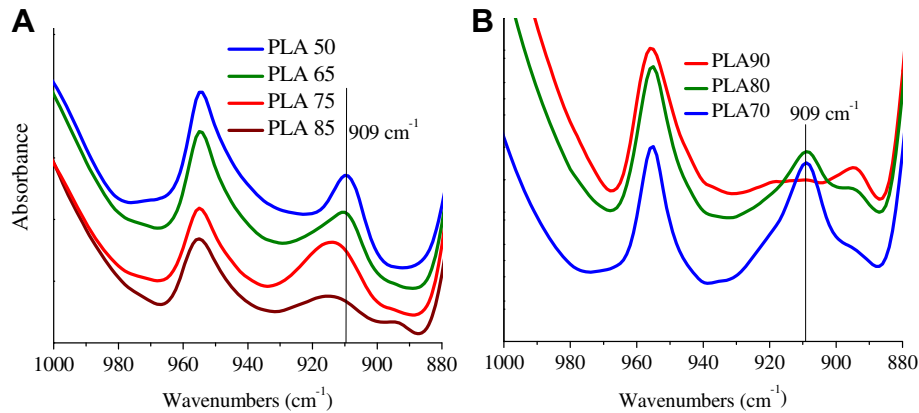 A
PLA 50
PLA 65
PLA 75
PLA 85
909 cm⁻¹
Absorbance
1000 980 960 940 920 900 880
Wavenumbers (cm⁻¹)
B
PLA90
PLA80
PLA70
909 cm⁻¹
1000 980 960 940 920 900 880
Wavenumbers (cm⁻¹)